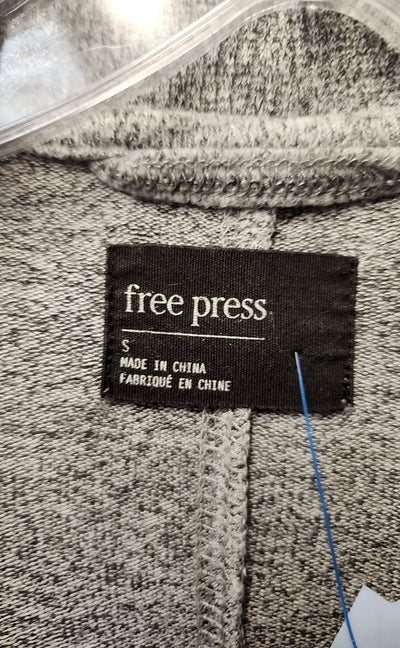 free press
S
MADE IN CHINA
FABRIQUÉ EN CHINE